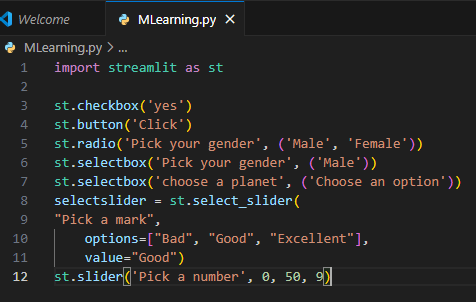 Welcome MLearning.py ×
MLearning.py > ...
1 import streamlit as st
2
3 st.checkbox('yes')
4 st.button('Click')
5 st.radio('Pick your gender', ('Male', 'Female'))
6 st.selectbox('Pick your gender', ('Male'))
7 st.selectbox('choose a planet', ('Choose an option'))
8 selectslider = st.select_slider(
9 "Pick a mark",
10     options=["Bad", "Good", "Excellent"],
11     value="Good")
12 st.slider('Pick a number', 0, 50, 9)